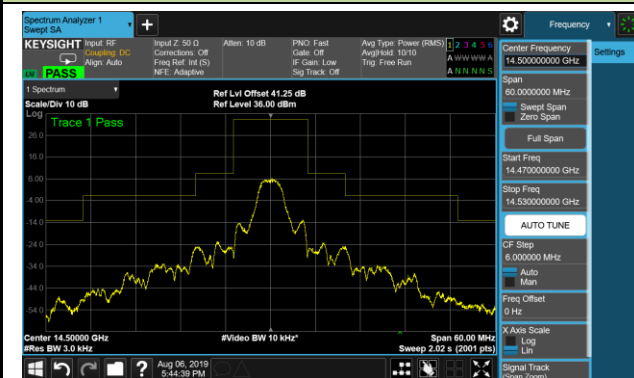 Spectrum Analyzer 1
Swept SA
Frequency
KEYSIGHT
Input: RF
Coupling: DC
Align: Auto
Input Z: 50 Ω
Corrections: Off
Freq Ref: Int (S)
NFE: Adaptive
Atten: 10 dB
PNO: Fast
Gate: Off
IF Gain: Low
Sig Track: Off
Avg Type: Power (RMS)
Avg|Hold: 10/10
Trig: Free Run
1 2 3 4 5 6
A W W W W A
A N N N N S
PASS
1 Spectrum
Scale/Div 10 dB
Ref Lvl Offset 41.25 dB
Ref Level 36.00 dBm
Log
Trace 1 Pass
26.0
16.0
6.00
-4.00
-14.0
-24.0
-34.0
-44.0
-54.0
Center 14.50000 GHz
#Res BW 3.0 kHz
#Video BW 10 kHz*
Span 60.00 MHz
Sweep 2.02 s (2001 pts)
Aug 06, 2019
5:44:39 PM
Center Frequency
14.500000000 GHz
Settings
Span
60.0000000 MHz
Swept Span
Zero Span
Full Span
Start Freq
14.470000000 GHz
Stop Freq
14.530000000 GHz
AUTO TUNE
CF Step
6.000000 MHz
Auto
Man
Freq Offset
0 Hz
X Axis Scale
Log
Lin
Signal Track
(Span Zoom)